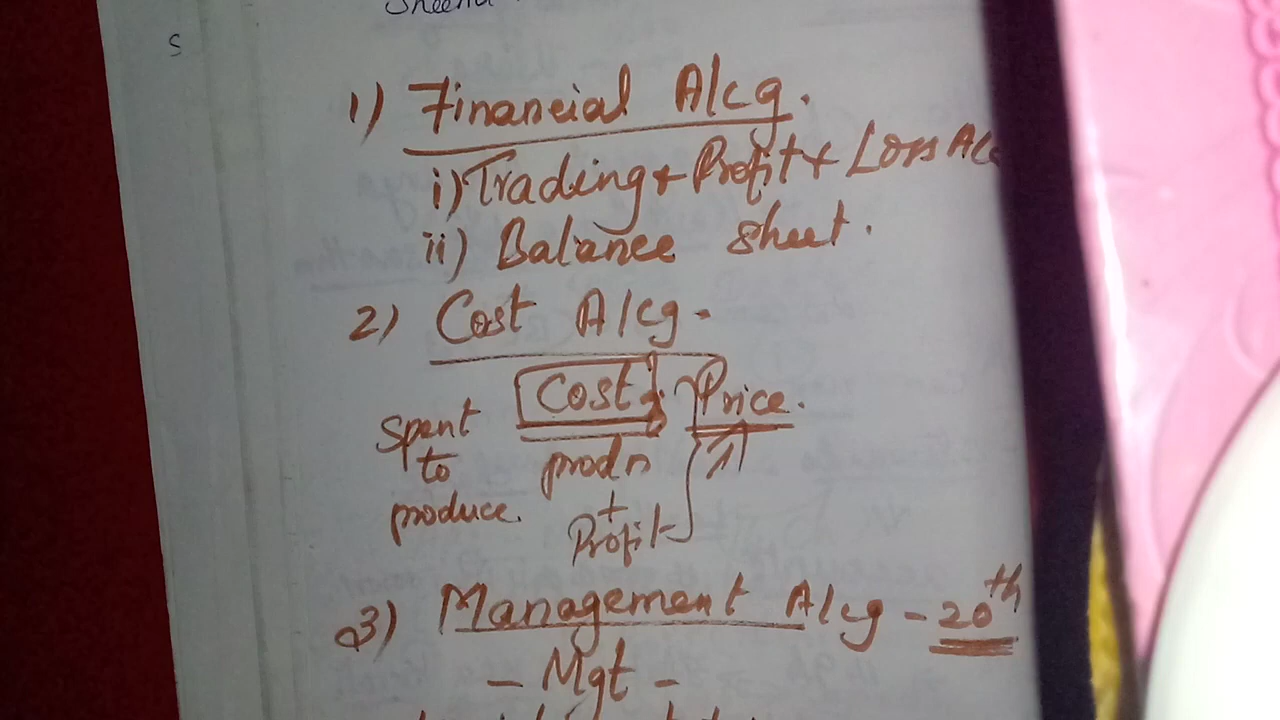 S
1) Financial A/cg.
i) Trading & Profit & Loss A/c
ii) Balance sheet.
2) Cost A/cg.
Cost Price.
Spent to produce
prodn + Profit
3) Management A/cg - 20th
- Mgt -